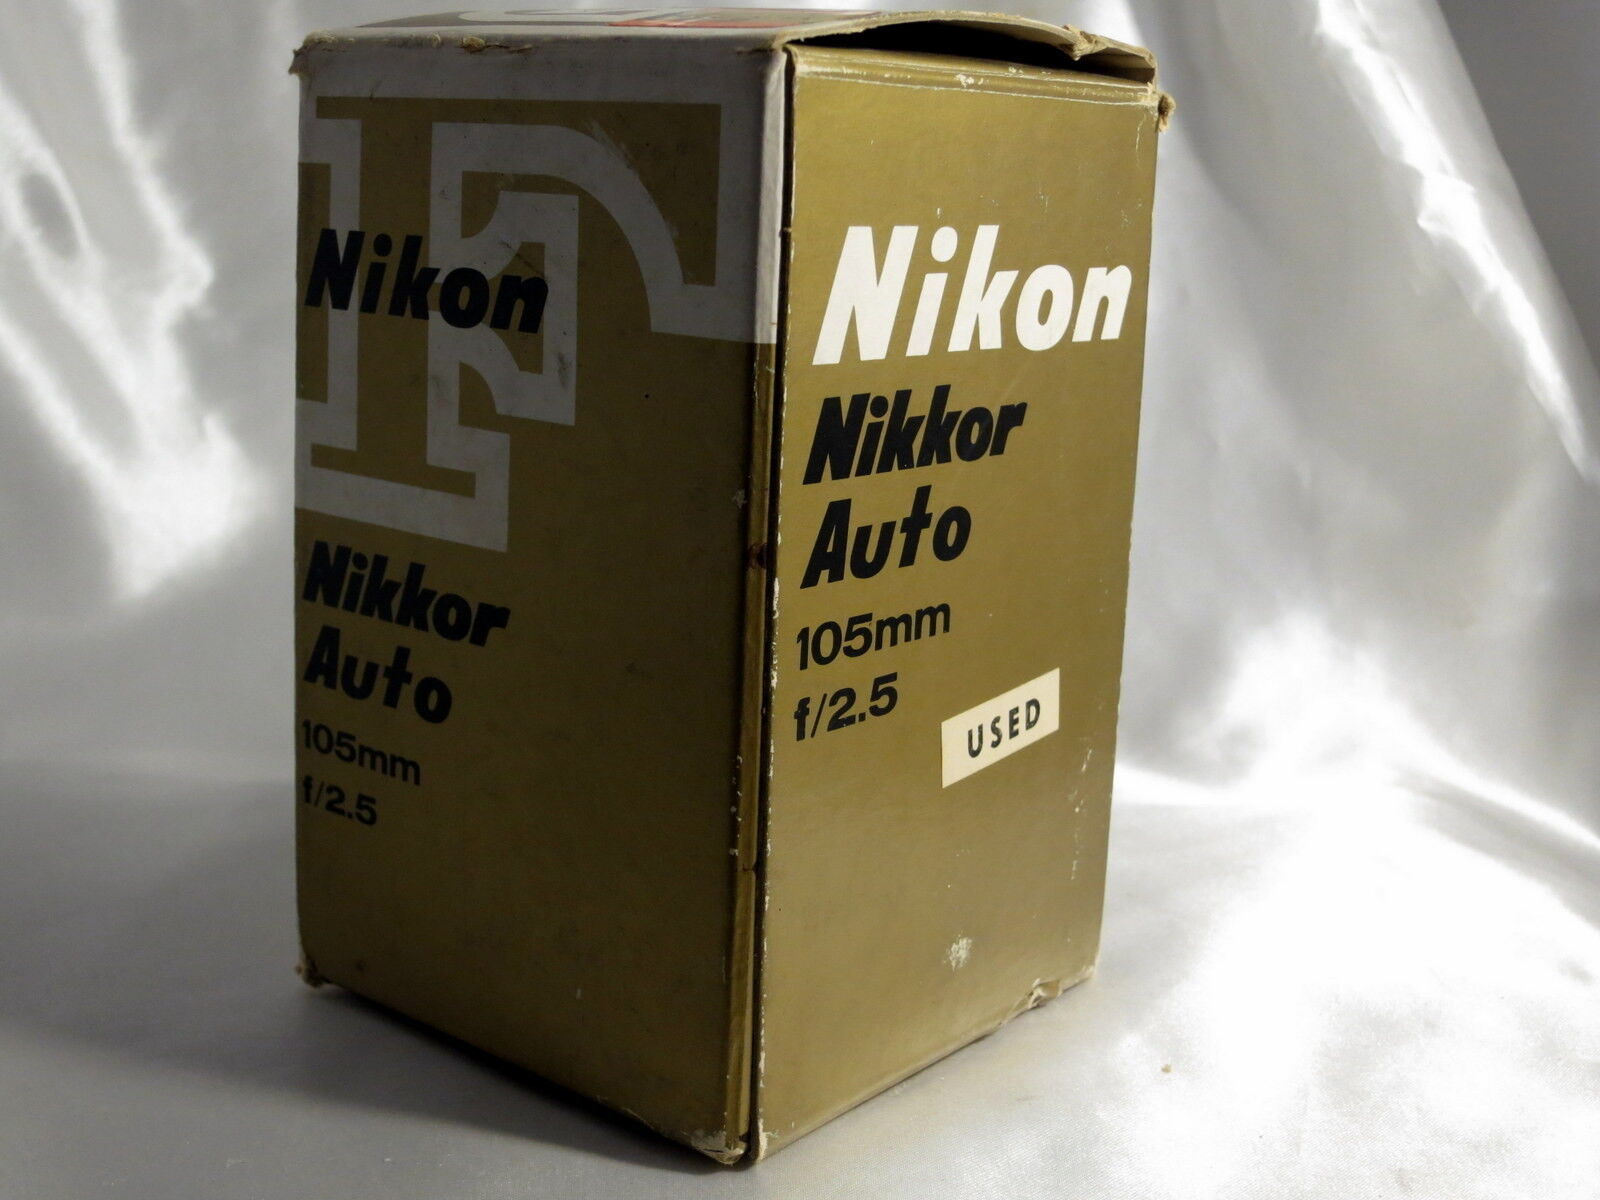 F
Nikon
Nikkor
Auto
105mm
f/2.5
Nikon
Nikkor
Auto
105mm
f/2.5
USED